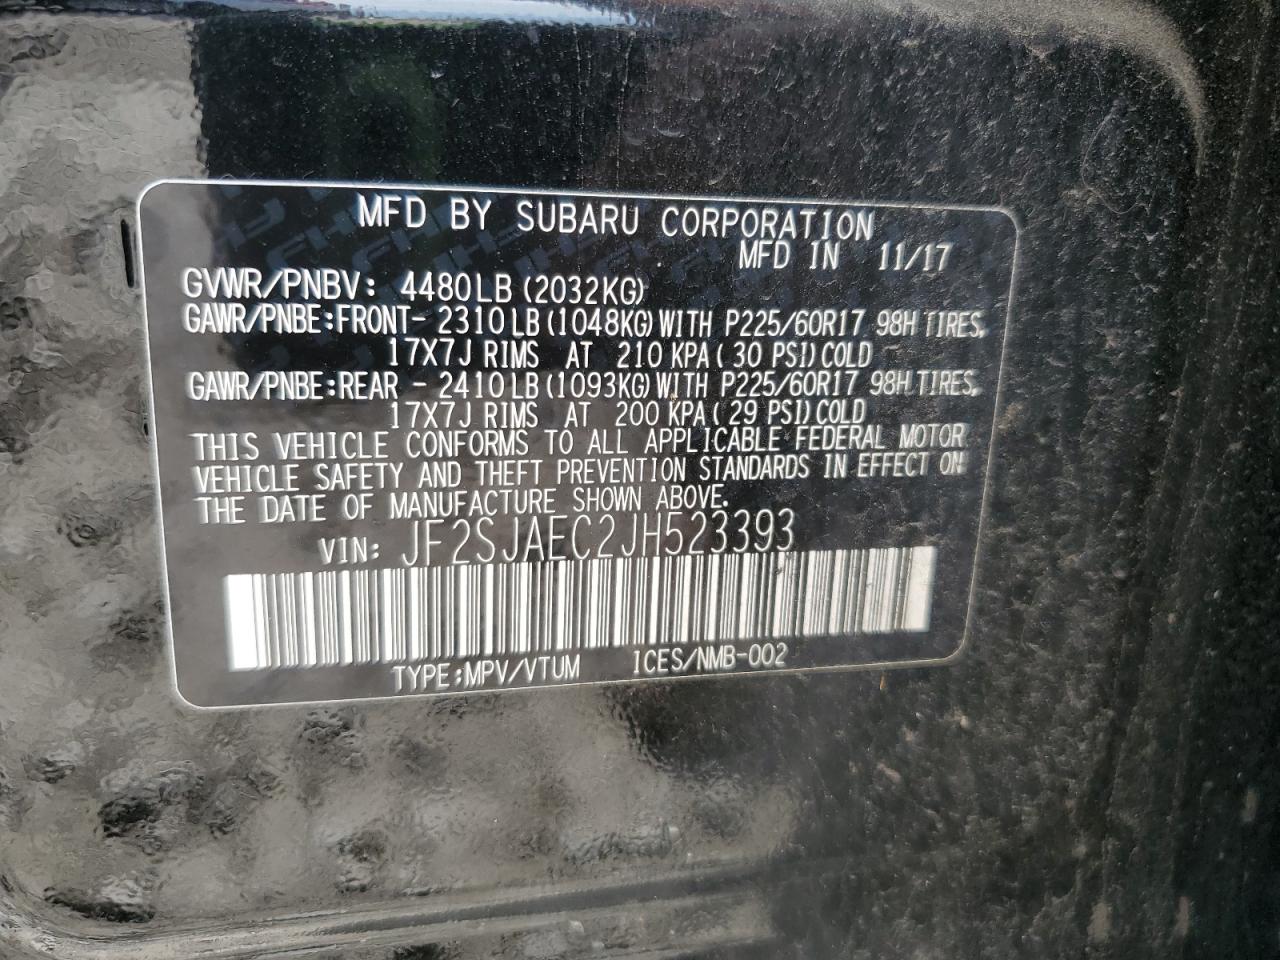 MFD BY SUBARU CORPORATION
MFD IN 11/17
GVWR/PNBV: 4480LB (2032KG)
GAWR/PNBE:FRONT- 2310LB (1048KG) WITH P225/60R17 98H TIRES,
17X7J RIMS AT 210 KPA ( 30 PSI) COLD
GAWR/PNBE:REAR - 2410LB (1093KG) WITH P225/60R17 98H TIRES,
17X7J RIMS AT 200 KPA ( 29 PSI) COLD
THIS VEHICLE CONFORMS TO ALL APPLICABLE FEDERAL MOTOR
VEHICLE SAFETY AND THEFT PREVENTION STANDARDS IN EFFECT ON
THE DATE OF MANUFACTURE SHOWN ABOVE.
VIN: JF2SJAEC2JH523393
TYPE:MPV/VTUM ICES/NMB-002